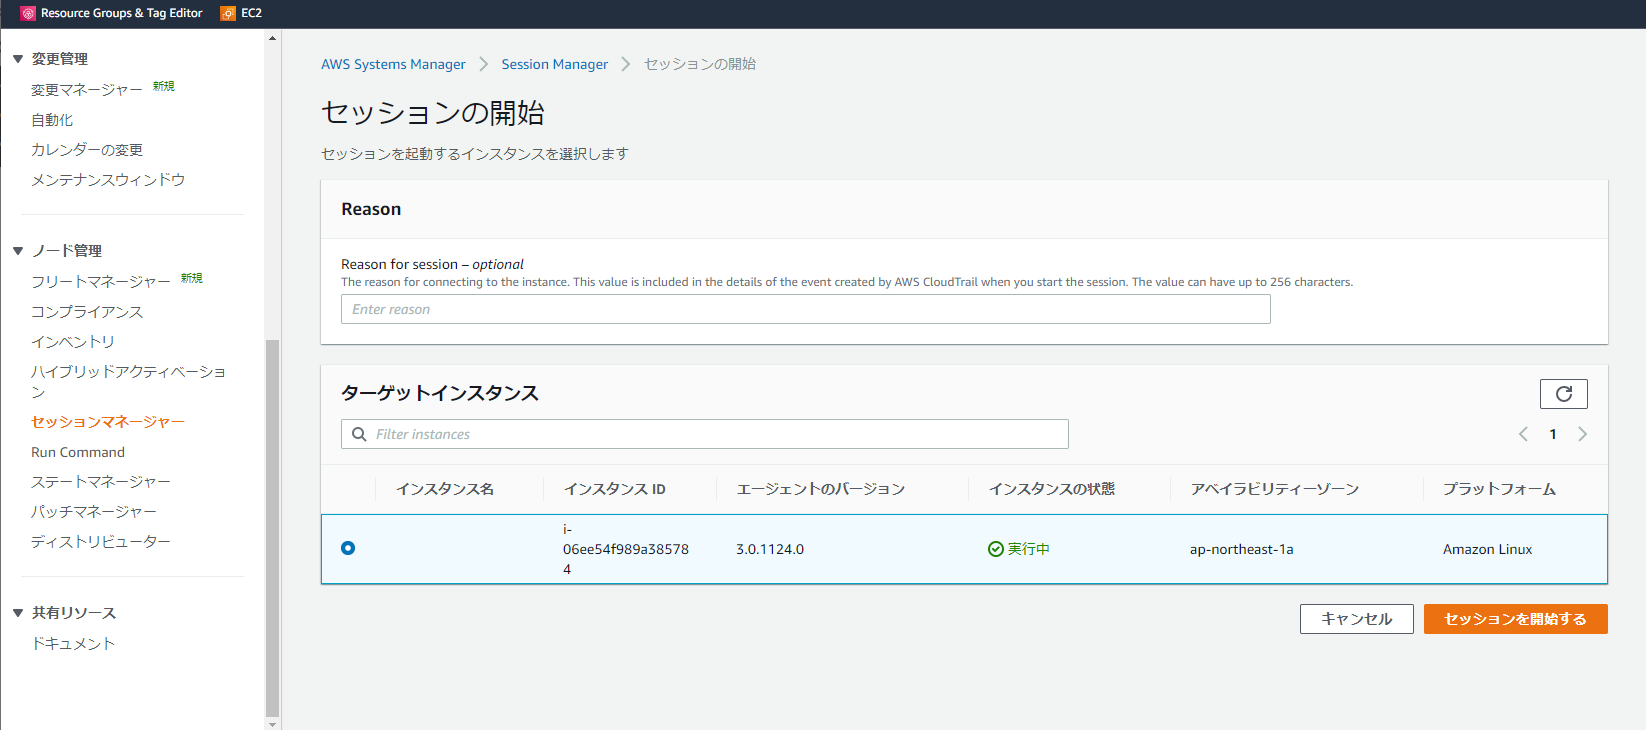 Resource Groups & Tag Editor EC2
変更管理
変更マネージャー 新規
自動化
カレンダーの変更
メンテナンスウィンドウ
ノード管理
フリートマネージャー 新規
コンプライアンス
インベントリ
ハイブリッドアクティベーショ
ン
セッションマネージャー
Run Command
ステートマネージャー
パッチマネージャー
ディストリビューター
共有リソース
ドキュメント
AWS Systems Manager Session Manager セッションの開始
セッションの開始
セッションを起動するインスタンスを選択します
Reason
Reason for session – optional
The reason for connecting to the instance. This value is included in the details of the event created by AWS CloudTrail when you start the session. The value can have up to 256 characters.
Enter reason
ターゲットインスタンス
Filter instances
1
インスタンス名 インスタンス ID エージェントのバージョン インスタンスの状態 アベイラビリティーゾーン プラットフォーム
i-
06ee54f989a38578 3.0.1124.0 実行中 ap-northeast-1a Amazon Linux
4
キャンセル セッションを開始する